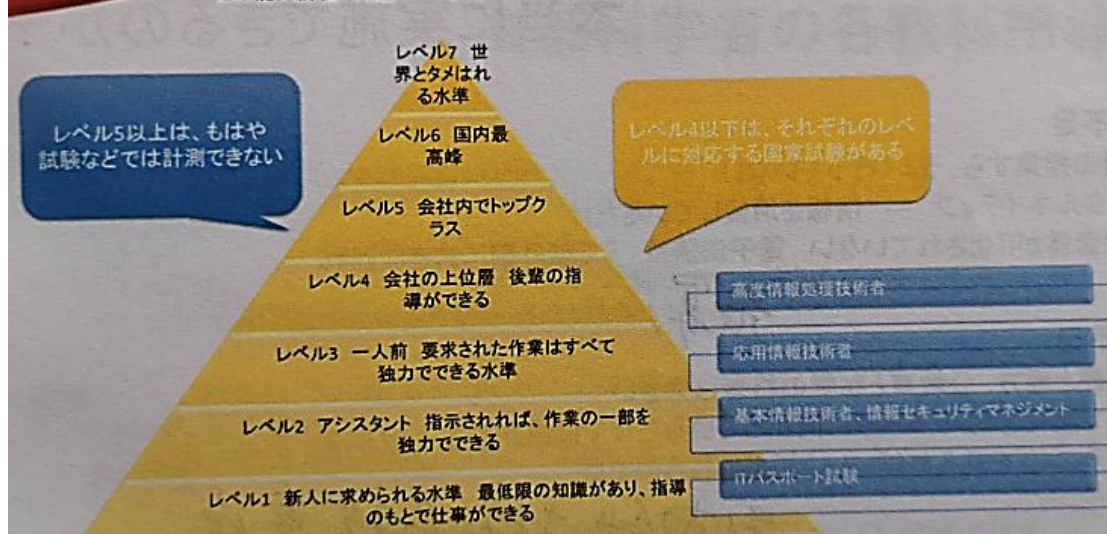 レベル7 世
界とタメはれ
る水準
レベル5以上は、もはや
試験などでは計測できない
レベル6 国内最
高峰
レベル4以下は、それぞれのレベ
ルに対応する国家試験がある
レベル5 会社内でトップク
ラス
レベル4 会社の上位層 後輩の指
導ができる
高度情報処理技術者
レベル3 一人前 要求された作業はすべて
独力でできる水準
応用情報技術者
レベル2 アシスタント 指示されれば、作業の一部を
独力でできる
基本情報技術者、情報セキュリティマネジメント
レベル1 新人に求められる水準 最低限の知識があり、指導
のもとで仕事ができる
ITパスポート試験